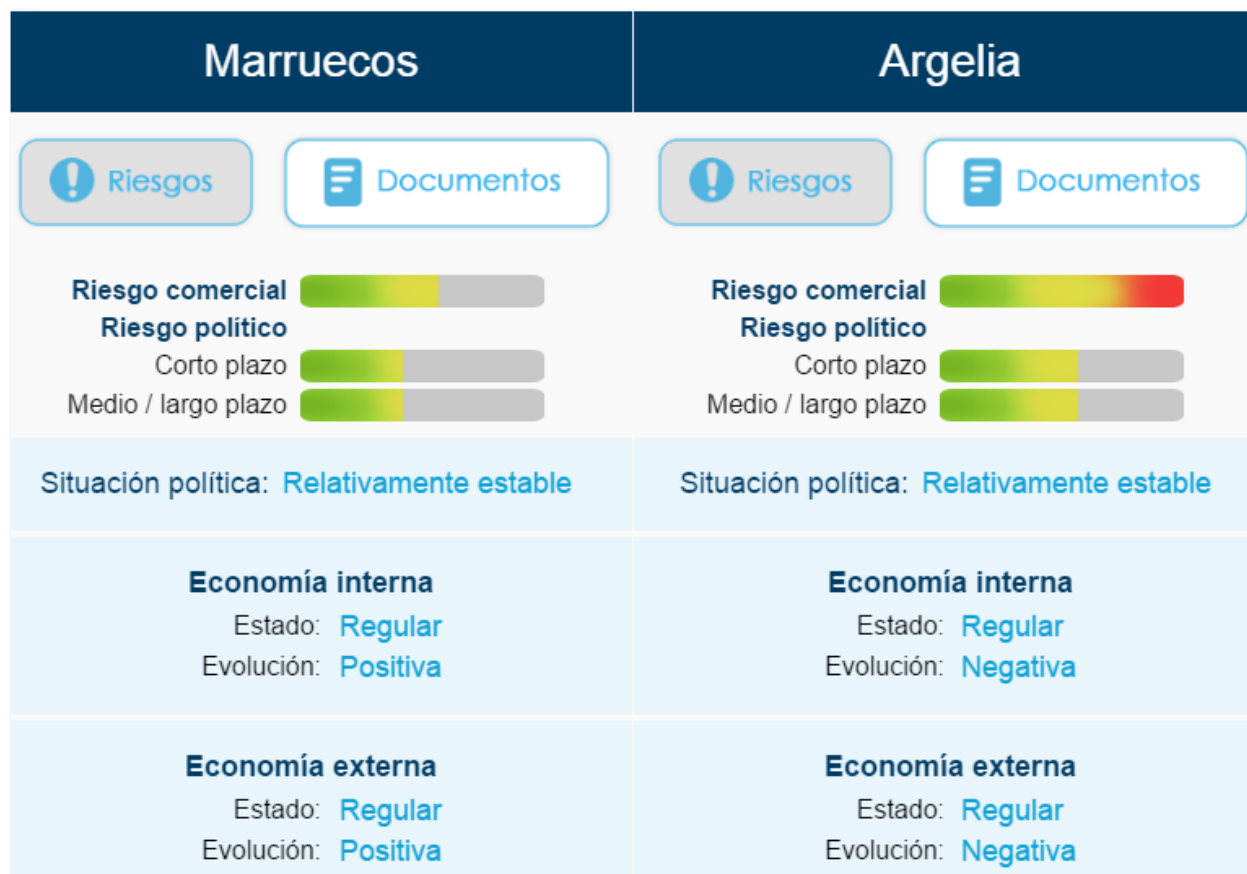 Marruecos
Argelia
Riesgos
Documentos
Riesgos
Documentos
Riesgo comercial
Riesgo político
Corto plazo
Medio / largo plazo
Riesgo comercial
Riesgo político
Corto plazo
Medio / largo plazo
Situación política: Relativamente estable
Situación política: Relativamente estable
Economía interna
Estado: Regular
Evolución: Positiva
Economía interna
Estado: Regular
Evolución: Negativa
Economía externa
Estado: Regular
Evolución: Positiva
Economía externa
Estado: Regular
Evolución: Negativa